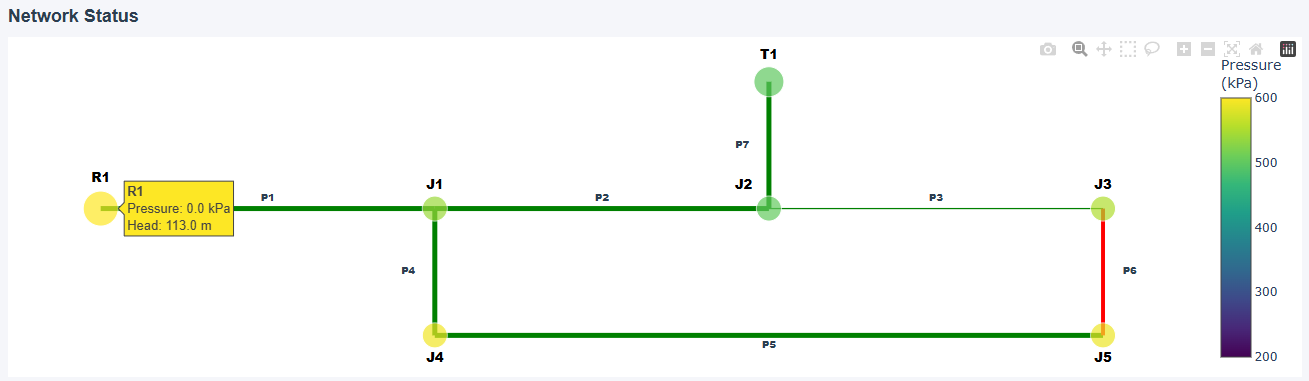 Network Status
T1
Pressure
(kPa)
600
500
400
300
200
P7
R1
J1
J2
J3
R1
Pressure: 0.0 kPa
Head: 113.0 m
P1
P2
P3
P4
P6
J4
P5
J5